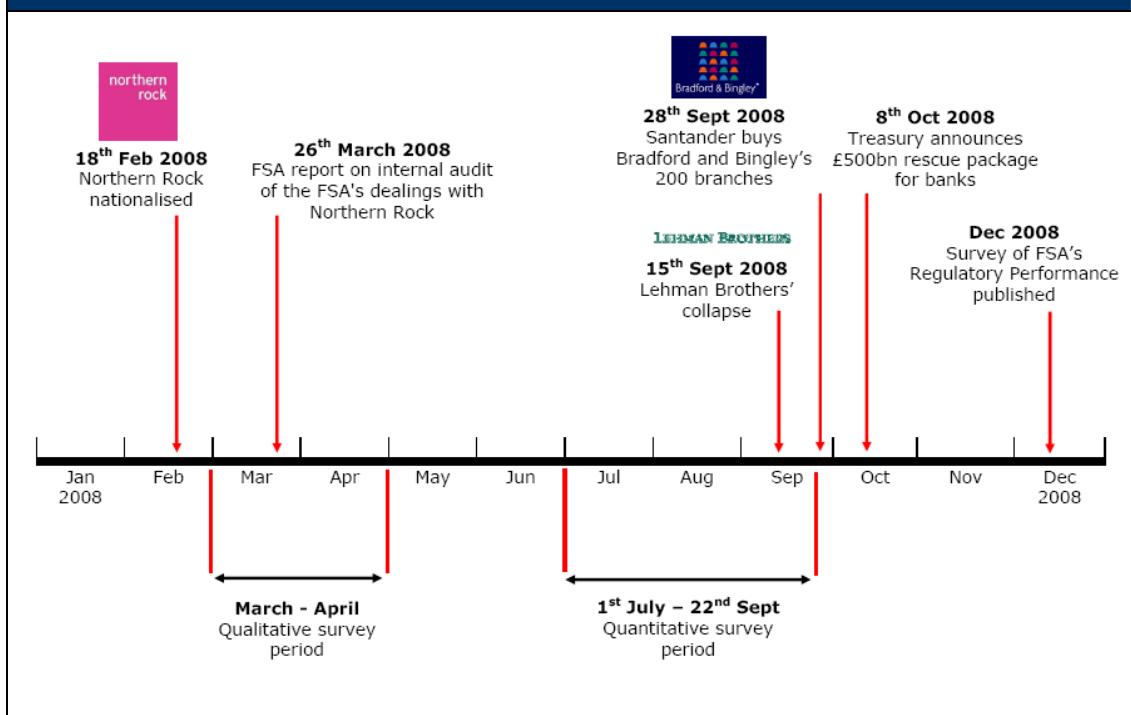 northern
rock
18th Feb 2008
Northern Rock
nationalised
26th March 2008
FSA report on internal audit
of the FSA's dealings with
Northern Rock
Bradford & Bingley
28th Sept 2008
Santander buys
Bradford and Bingley's
200 branches
LEHMAN BROTHERS
15th Sept 2008
Lehman Brothers'
collapse
8th Oct 2008
Treasury announces
£500bn rescue package
for banks
Dec 2008
Survey of FSA's
Regulatory Performance
published
Jan
2008
Feb
Mar
Apr
May
Jun
Jul
Aug
Sep
Oct
Nov
Dec
2008
March - April
Qualitative survey
period
1st July – 22nd Sept
Quantitative survey
period